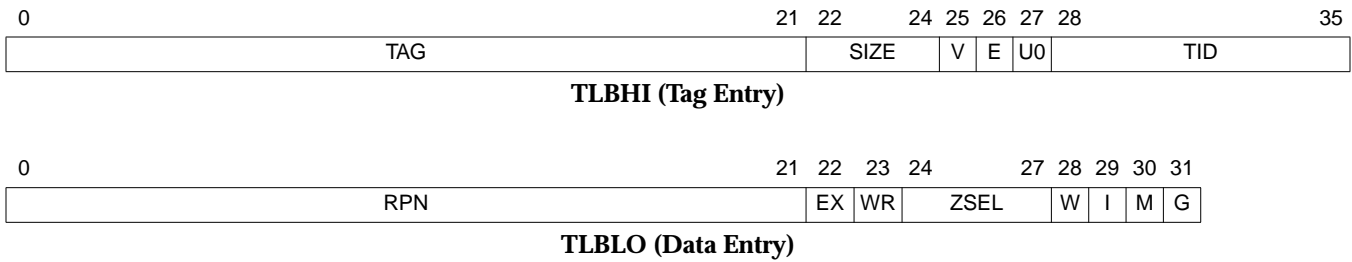 0 21 22 24 25 26 27 28 35
TAG SIZE V E U0 TID
TLBHI (Tag Entry)
0 21 22 23 24 27 28 29 30 31
RPN EX WR ZSEL W I M G
TLBLO (Data Entry)